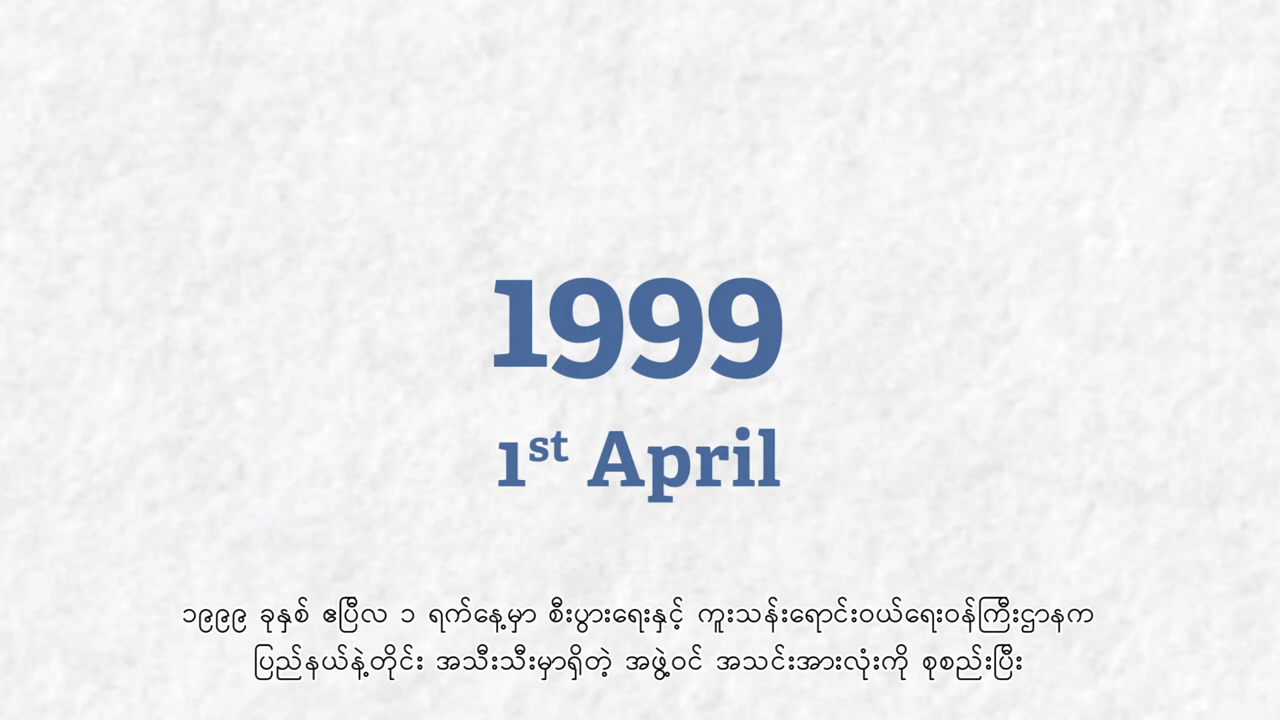 1999
1st April
၁၉၉၉ ခုနှစ် ဧပြီလ ၁ ရက်နေ့မှာ စီးပွားရေးနှင့် ကူးသန်းရောင်းဝယ်ရေးဝန်ကြီးဌာနက
ပြည်နယ်နဲ့တိုင်း အသီးသီးမှာရှိတဲ့ အဖွဲ့ဝင် အသင်းအားလုံးကို စုစည်းပြီး